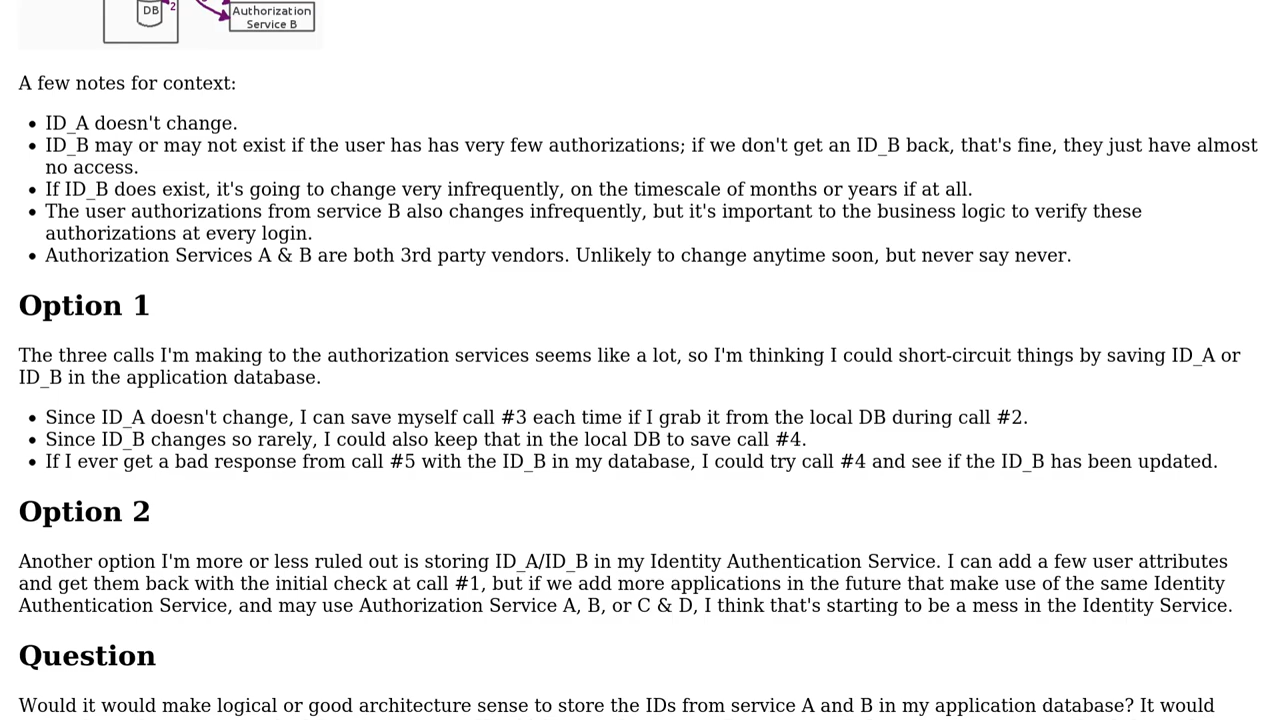 DB
2
Authorization
Service B
A few notes for context:
• ID_A doesn't change.
• ID_B may or may not exist if the user has has very few authorizations; if we don't get an ID_B back, that's fine, they just have almost
no access.
• If ID_B does exist, it's going to change very infrequently, on the timescale of months or years if at all.
• The user authorizations from service B also changes infrequently, but it's important to the business logic to verify these
authorizations at every login.
• Authorization Services A & B are both 3rd party vendors. Unlikely to change anytime soon, but never say never.
Option 1
The three calls I'm making to the authorization services seems like a lot, so I'm thinking I could short-circuit things by saving ID_A or
ID_B in the application database.
• Since ID_A doesn't change, I can save myself call #3 each time if I grab it from the local DB during call #2.
• Since ID_B changes so rarely, I could also keep that in the local DB to save call #4.
• If I ever get a bad response from call #5 with the ID_B in my database, I could try call #4 and see if the ID_B has been updated.
Option 2
Another option I'm more or less ruled out is storing ID_A/ID_B in my Identity Authentication Service. I can add a few user attributes
and get them back with the initial check at call #1, but if we add more applications in the future that make use of the same Identity
Authentication Service, and may use Authorization Service A, B, or C & D, I think that's starting to be a mess in the Identity Service.
Question
Would it would make logical or good architecture sense to store the IDs from service A and B in my application database? It would